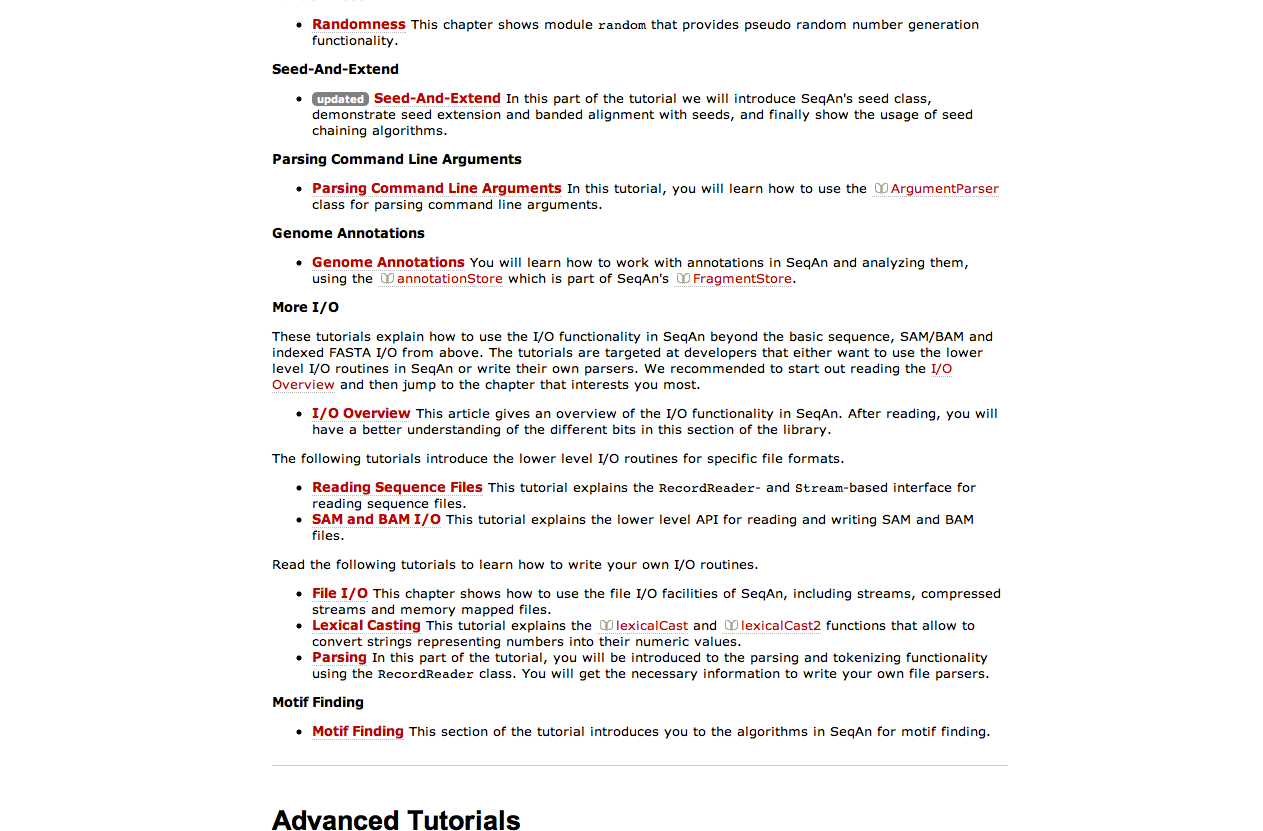 Randomness This chapter shows module random that provides pseudo random number generation
functionality.
Seed-And-Extend
updated Seed-And-Extend In this part of the tutorial we will introduce SeqAn's seed class,
demonstrate seed extension and banded alignment with seeds, and finally show the usage of seed
chaining algorithms.
Parsing Command Line Arguments
Parsing Command Line Arguments In this tutorial, you will learn how to use the ArgumentParser
class for parsing command line arguments.
Genome Annotations
Genome Annotations You will learn how to work with annotations in SeqAn and analyzing them,
using the annotationStore which is part of SeqAn's FragmentStore.
More I/O
These tutorials explain how to use the I/O functionality in SeqAn beyond the basic sequence, SAM/BAM and
indexed FASTA I/O from above. The tutorials are targeted at developers that either want to use the lower
level I/O routines in SeqAn or write their own parsers. We recommended to start out reading the I/O
Overview and then jump to the chapter that interests you most.
I/O Overview This article gives an overview of the I/O functionality in SeqAn. After reading, you will
have a better understanding of the different bits in this section of the library.
The following tutorials introduce the lower level I/O routines for specific file formats.
Reading Sequence Files This tutorial explains the RecordReader- and Stream-based interface for
reading sequence files.
SAM and BAM I/O This tutorial explains the lower level API for reading and writing SAM and BAM
files.
Read the following tutorials to learn how to write your own I/O routines.
File I/O This chapter shows how to use the file I/O facilities of SeqAn, including streams, compressed
streams and memory mapped files.
Lexical Casting This tutorial explains the lexicalCast and lexicalCast2 functions that allow to
convert strings representing numbers into their numeric values.
Parsing In this part of the tutorial, you will be introduced to the parsing and tokenizing functionality
using the RecordReader class. You will get the necessary information to write your own file parsers.
Motif Finding
Motif Finding This section of the tutorial introduces you to the algorithms in SeqAn for motif finding.
Advanced Tutorials